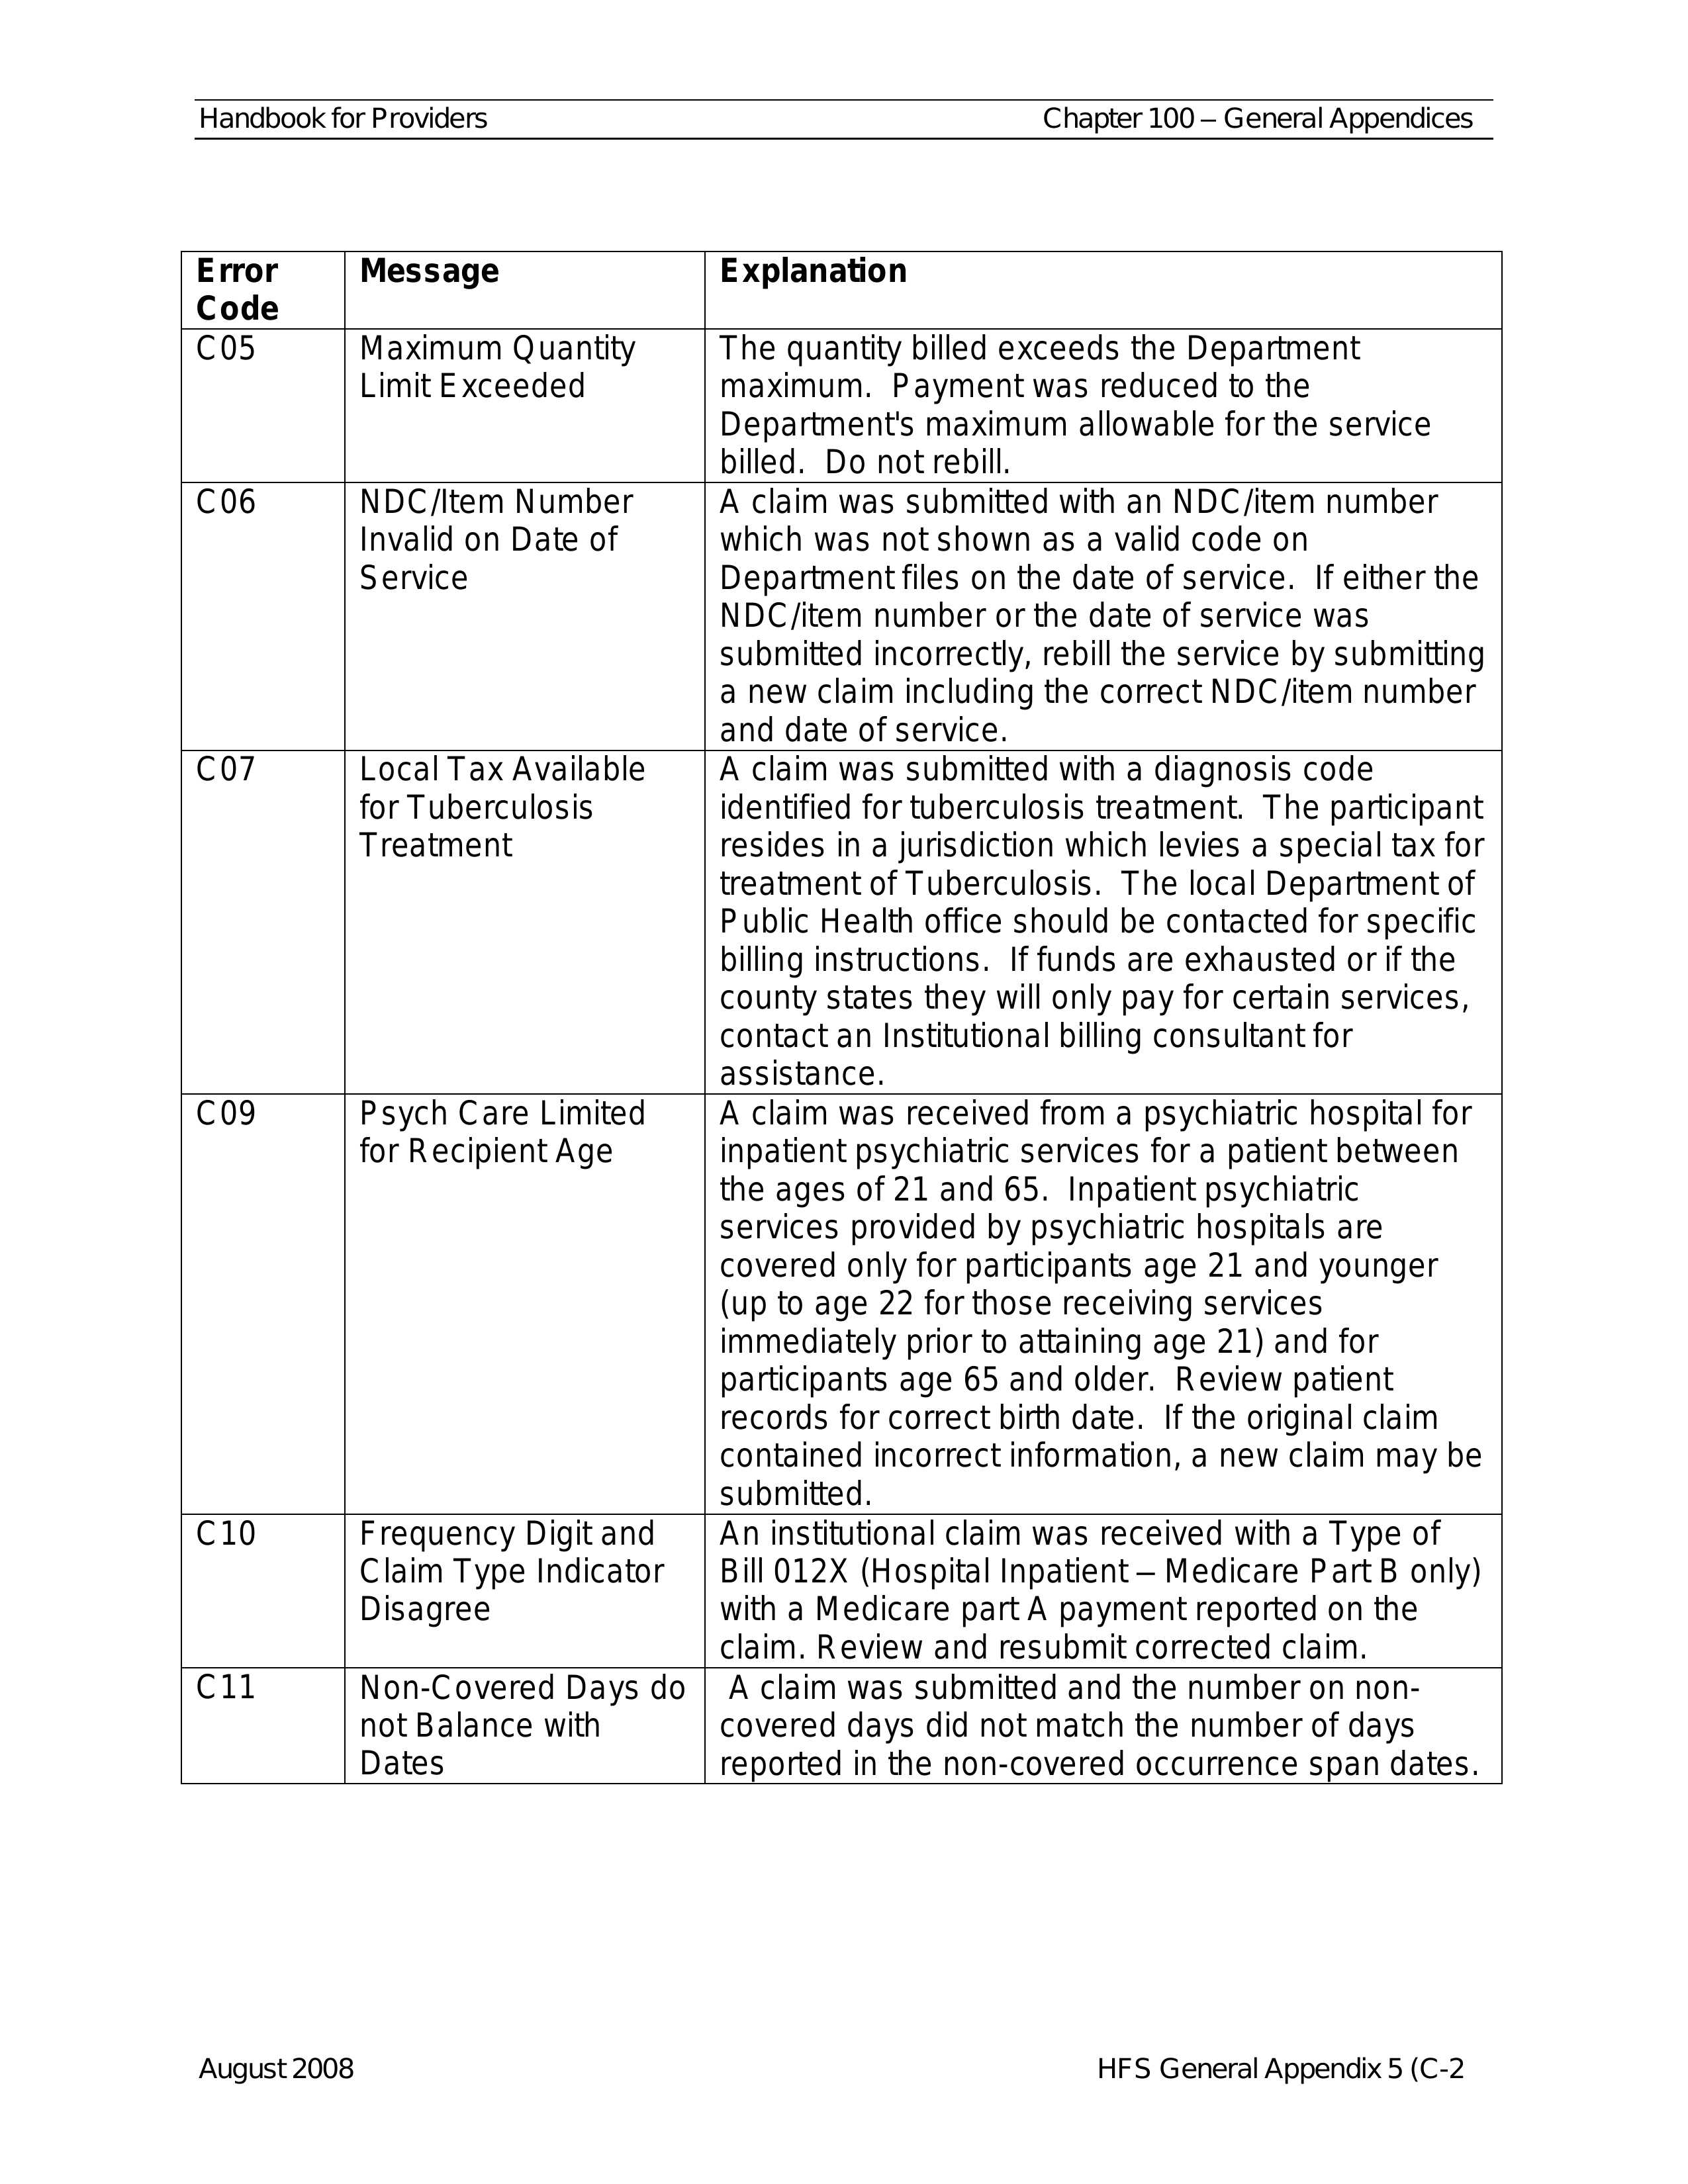 Handbook for Providers Chapter 100 – General Appendices
Error
Code
Message
Explanation
C05
Maximum Quantity
Limit Exceeded
The quantity billed exceeds the Department
maximum.  Payment was reduced to the
Department's maximum allowable for the service
billed.  Do not rebill.
C06
NDC/Item Number
Invalid on Date of
Service
A claim was submitted with an NDC/item number
which was not shown as a valid code on
Department files on the date of service.  If either the
NDC/item number or the date of service was
submitted incorrectly, rebill the service by submitting
a new claim including the correct NDC/item number
and date of service.
C07
Local Tax Available
for Tuberculosis
Treatment
A claim was submitted with a diagnosis code
identified for tuberculosis treatment.  The participant
resides in a jurisdiction which levies a special tax for
treatment of Tuberculosis.  The local Department of
Public Health office should be contacted for specific
billing instructions.  If funds are exhausted or if the
county states they will only pay for certain services,
contact an Institutional billing consultant for
assistance.
C09
Psych Care Limited
for Recipient Age
A claim was received from a psychiatric hospital for
inpatient psychiatric services for a patient between
the ages of 21 and 65.  Inpatient psychiatric
services provided by psychiatric hospitals are
covered only for participants age 21 and younger
(up to age 22 for those receiving services
immediately prior to attaining age 21) and for
participants age 65 and older.  Review patient
records for correct birth date.  If the original claim
contained incorrect information, a new claim may be
submitted.
C10
Frequency Digit and
Claim Type Indicator
Disagree
An institutional claim was received with a Type of
Bill 012X (Hospital Inpatient – Medicare Part B only)
with a Medicare part A payment reported on the
claim. Review and resubmit corrected claim.
C11
Non-Covered Days do
not Balance with
Dates
A claim was submitted and the number on non-
covered days did not match the number of days
reported in the non-covered occurrence span dates.
August 2008 HFS General Appendix 5 (C-2